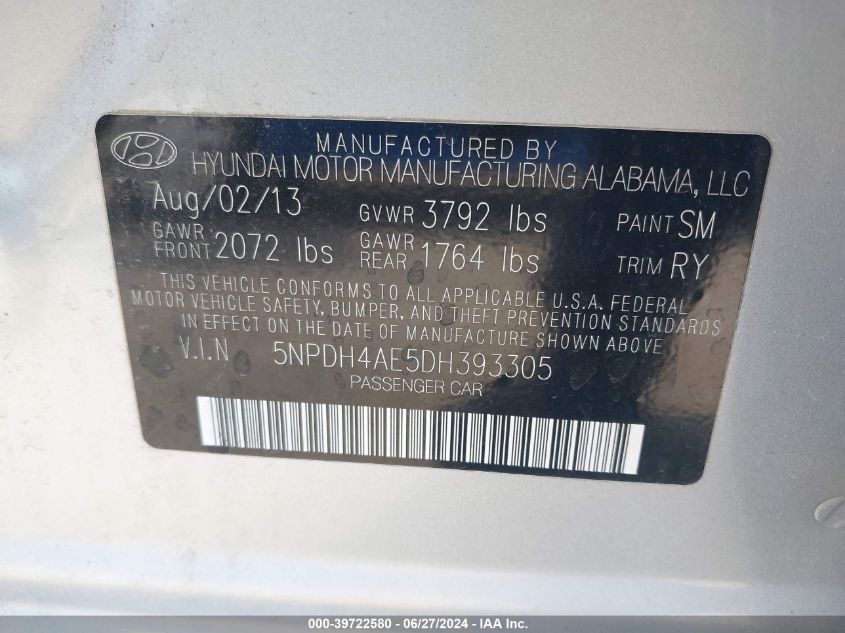 MANUFACTURED BY
HYUNDAI MOTOR MANUFACTURING ALABAMA, LLC
Aug/02/13 GVWR 3792 lbs PAINT SM
GAWR FRONT 2072 lbs GAWR REAR 1764 lbs TRIM RY
THIS VEHICLE CONFORMS TO ALL APPLICABLE U.S.A. FEDERAL
MOTOR VEHICLE SAFETY, BUMPER, AND THEFT PREVENTION STANDARDS
IN EFFECT ON THE DATE OF MANUFACTURE SHOWN ABOVE.
V.I.N 5NPDH4AE5DH393305
PASSENGER CAR
000-39722580 - 06/27/2024 - IAA Inc.